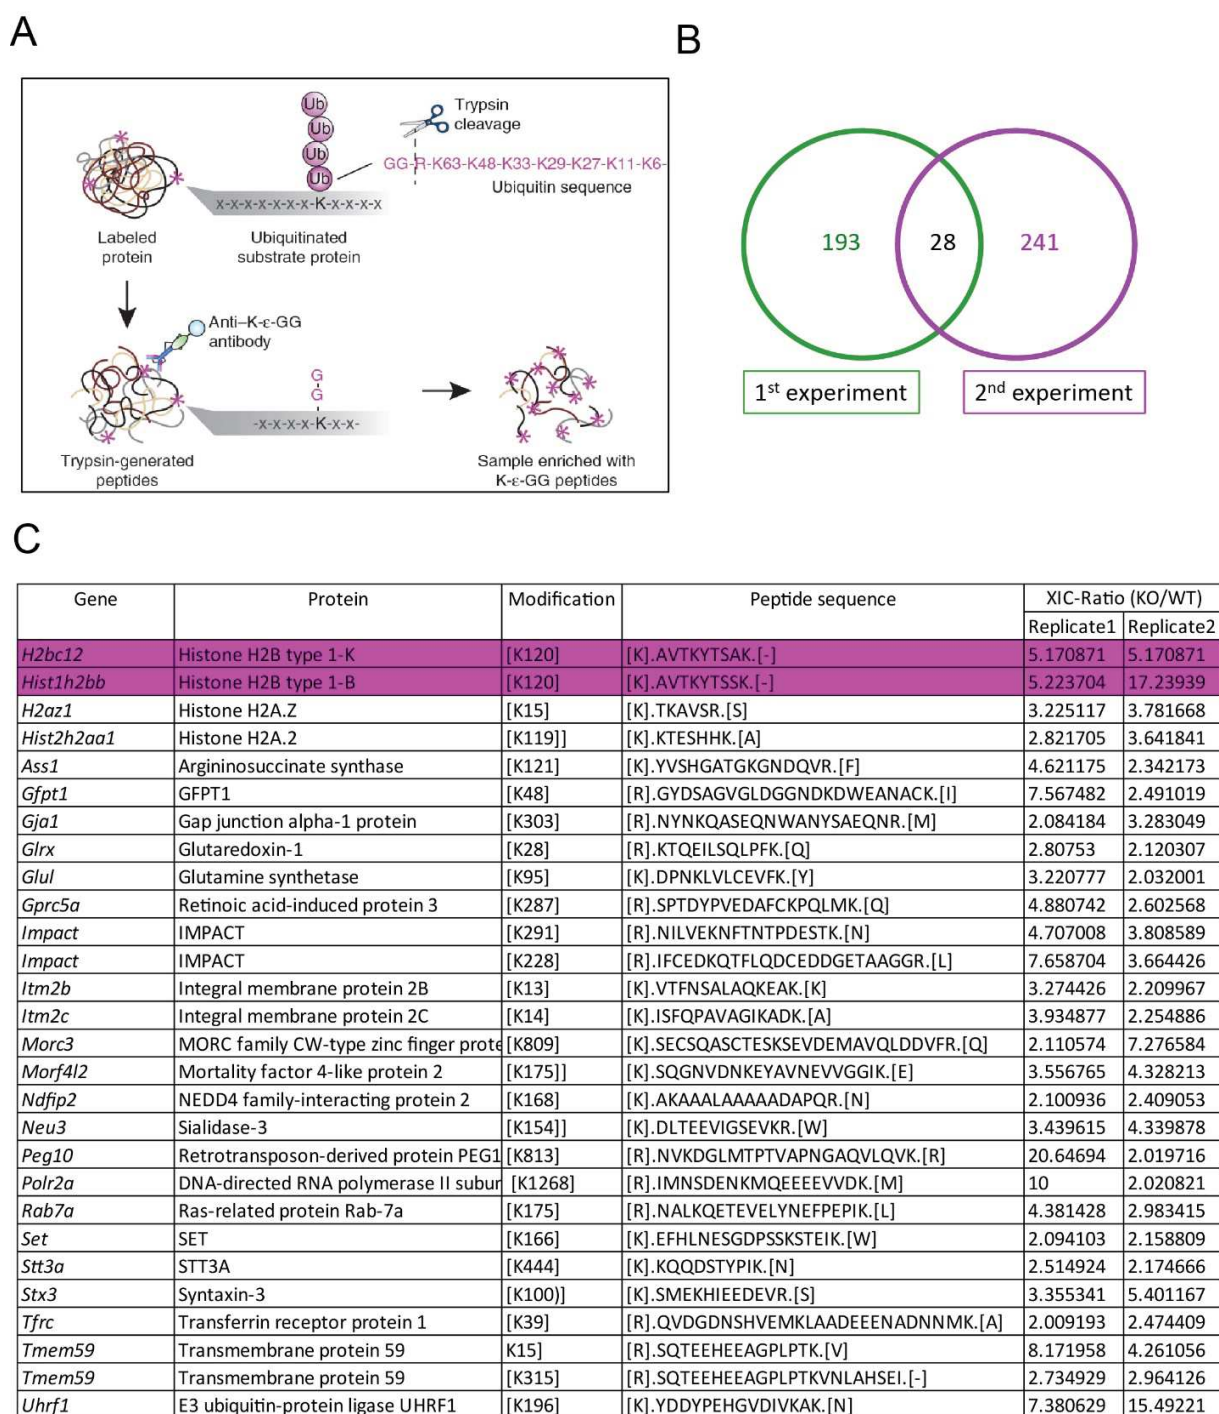 A
Ub
Ub
Ub
Ub
Trypsin
cleavage
GG-R-K63-K48-K33-K29-K27-K11-K6-
Ubiquitin sequence
x-x-x-x-x-x-x-K-x-x-x-x
Labeled
protein
Ubiquitinated
substrate protein
Anti–K-ε-GG
antibody
G
G
-x-x-x-x-K-x-x-
Trypsin-generated
peptides
Sample enriched with
K-ε-GG peptides
B
193 28 241
1st experiment 2nd experiment
C
Gene Protein Modification Peptide sequence XIC-Ratio (KO/WT)
Replicate1 Replicate2
H2bc12 Histone H2B type 1-K [K120] [K].AVTKYTSAK.[-] 5.170871 5.170871
Hist1h2bb Histone H2B type 1-B [K120] [K].AVTKYTSSK.[-] 5.223704 17.23939
H2az1 Histone H2A.Z [K15] [K].TKAVSR.[S] 3.225117 3.781668
Hist2h2aa1 Histone H2A.2 [K119]] [K].KTESHHK.[A] 2.821705 3.641841
Ass1 Argininosuccinate synthase [K121] [K].YVSHGATGKGNDQVR.[F] 4.621175 2.342173
Gfpt1 GFPT1 [K48] [R].GYDSAGVGLDGGNDKDWEANACK.[I] 7.567482 2.491019
Gja1 Gap junction alpha-1 protein [K303] [R].NYNKQASEQNWANYSAEQNR.[M] 2.084184 3.283049
Glrx Glutaredoxin-1 [K28] [R].KTQEILSQLPFK.[Q] 2.80753 2.120307
Glul Glutamine synthetase [K95] [K].DPNKLVLCEVFK.[Y] 3.220777 2.032001
Gprc5a Retinoic acid-induced protein 3 [K287] [R].SPTDYPVEDAFCKPQLMK.[Q] 4.880742 2.602568
Impact IMPACT [K291] [R].NILVEKNFTNTPDESTK.[N] 4.707008 3.808589
Impact IMPACT [K228] [R].IFCEDKQTFLQDCEDDGETAAGGR.[L] 7.658704 3.664426
Itm2b Integral membrane protein 2B [K13] [K].VTFNSALAQKEAK.[K] 3.274426 2.209967
Itm2c Integral membrane protein 2C [K14] [K].ISFQPAVAGIKADK.[A] 3.934877 2.254886
Morc3 MORC family CW-type zinc finger prote [K809] [K].SECSQASCTESKSEVDEMAVQLDDVFR.[Q] 2.110574 7.276584
Morf4l2 Mortality factor 4-like protein 2 [K175]] [K].SQGNVDNKEYAVNEVVGGIK.[E] 3.556765 4.328213
Ndfip2 NEDD4 family-interacting protein 2 [K168] [K].AKAAALAAAAADAPQR.[N] 2.100936 2.409053
Neu3 Sialidase-3 [K154]] [K].DLTEEVIGSEVKR.[W] 3.439615 4.339878
Peg10 Retrotransposon-derived protein PEG1 [K813] [R].NVKDGLMTPTVAPNGAQVLQVK.[R] 20.64694 2.019716
Polr2a DNA-directed RNA polymerase II subur [K1268] [R].IMNSDENKMQEEEEVVDK.[M] 10 2.020821
Rab7a Ras-related protein Rab-7a [K175] [R].NALKQETEVELYNEFPEPIK.[L] 4.381428 2.983415
Set SET [K166] [K].EFHLNESGDPSSKSTEIK.[W] 2.094103 2.158809
Stt3a STT3A [K444] [K].KQQDSTYPIK.[N] 2.514924 2.174666
Stx3 Syntaxin-3 [K100)] [K].SMEKHIEEDEVR.[S] 3.355341 5.401167
Tfrc Transferrin receptor protein 1 [K39] [R].QVDGDNSHVEMKLAADEEENADNNMK.[A] 2.009193 2.474409
Tmem59 Transmembrane protein 59 K15] [R].SQTEEHEEAGPLPTK.[V] 8.171958 4.261056
Tmem59 Transmembrane protein 59 [K315] [R].SQTEEHEEAGPLPTKVNLAHSEI.[-] 2.734929 2.964126
Uhrf1 E3 ubiquitin-protein ligase UHRF1 [K196] [K].YDDYPEHGVDIVKAK.[N] 7.380629 15.49221